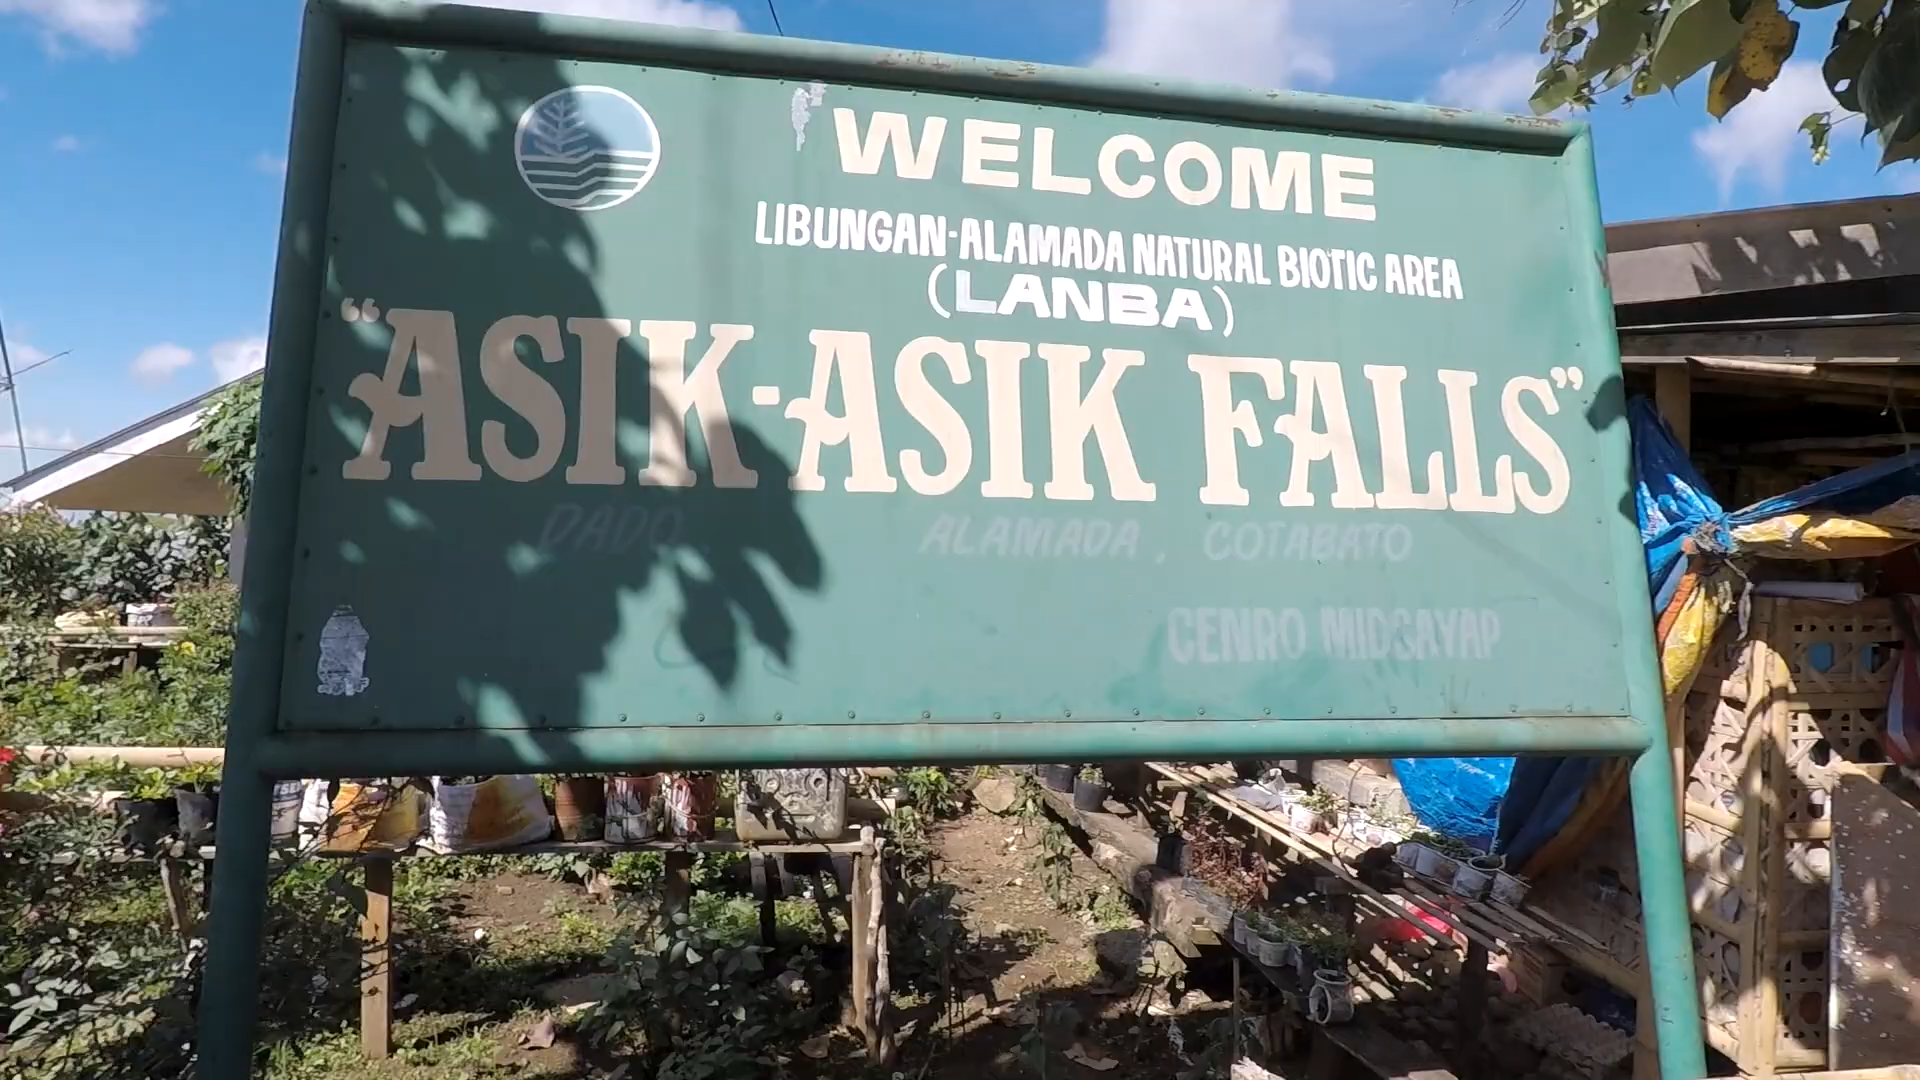 WELCOME
LIBUNGAN-ALAMADA NATURAL BIOTIC AREA
(LANBA)
“ASIK-ASIK FALLS”
DADO ALAMADA, COTABATO
CENRO MIDSAYAP